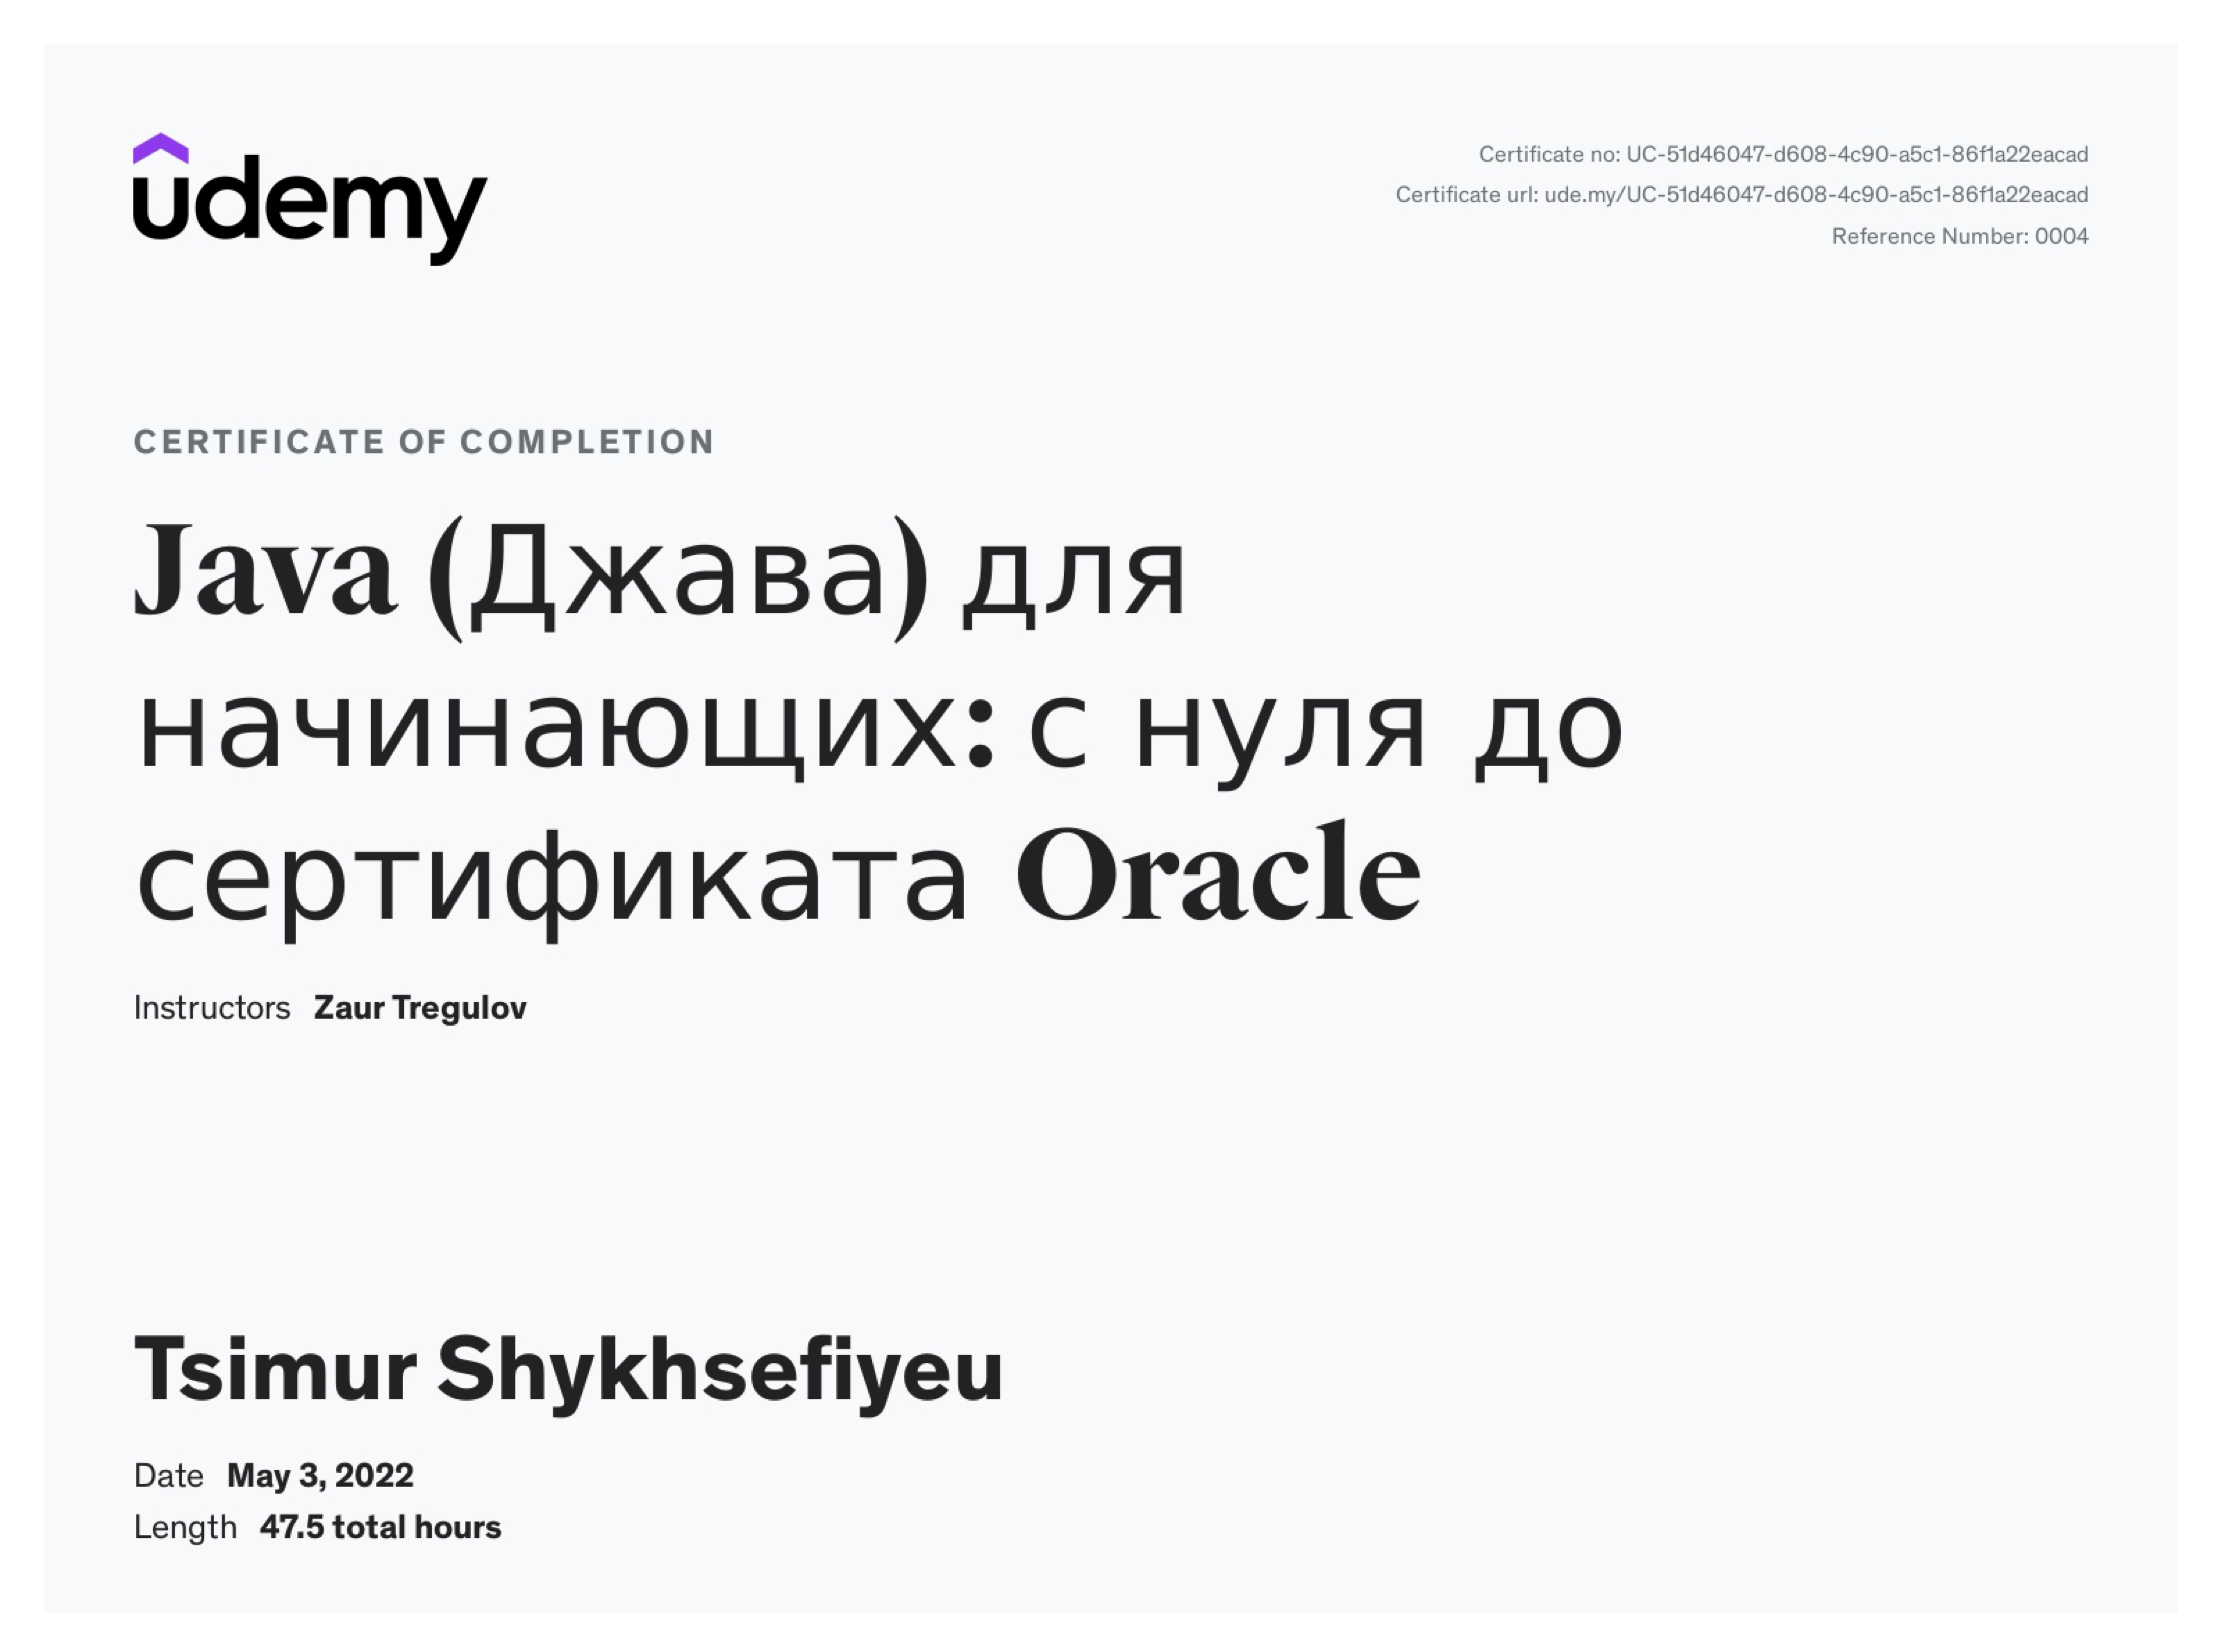 udemy
Certificate no: UC-51d46047-d608-4c90-a5c1-86f1a22eacad
Certificate url: ude.my/UC-51d46047-d608-4c90-a5c1-86f1a22eacad
Reference Number: 0004
CERTIFICATE OF COMPLETION
Java (Джава) для
начинающих: с нуля до
сертификата Oracle
Instructors Zaur Tregulov
Tsimur Shykhsefiyeu
Date May 3, 2022
Length 47.5 total hours